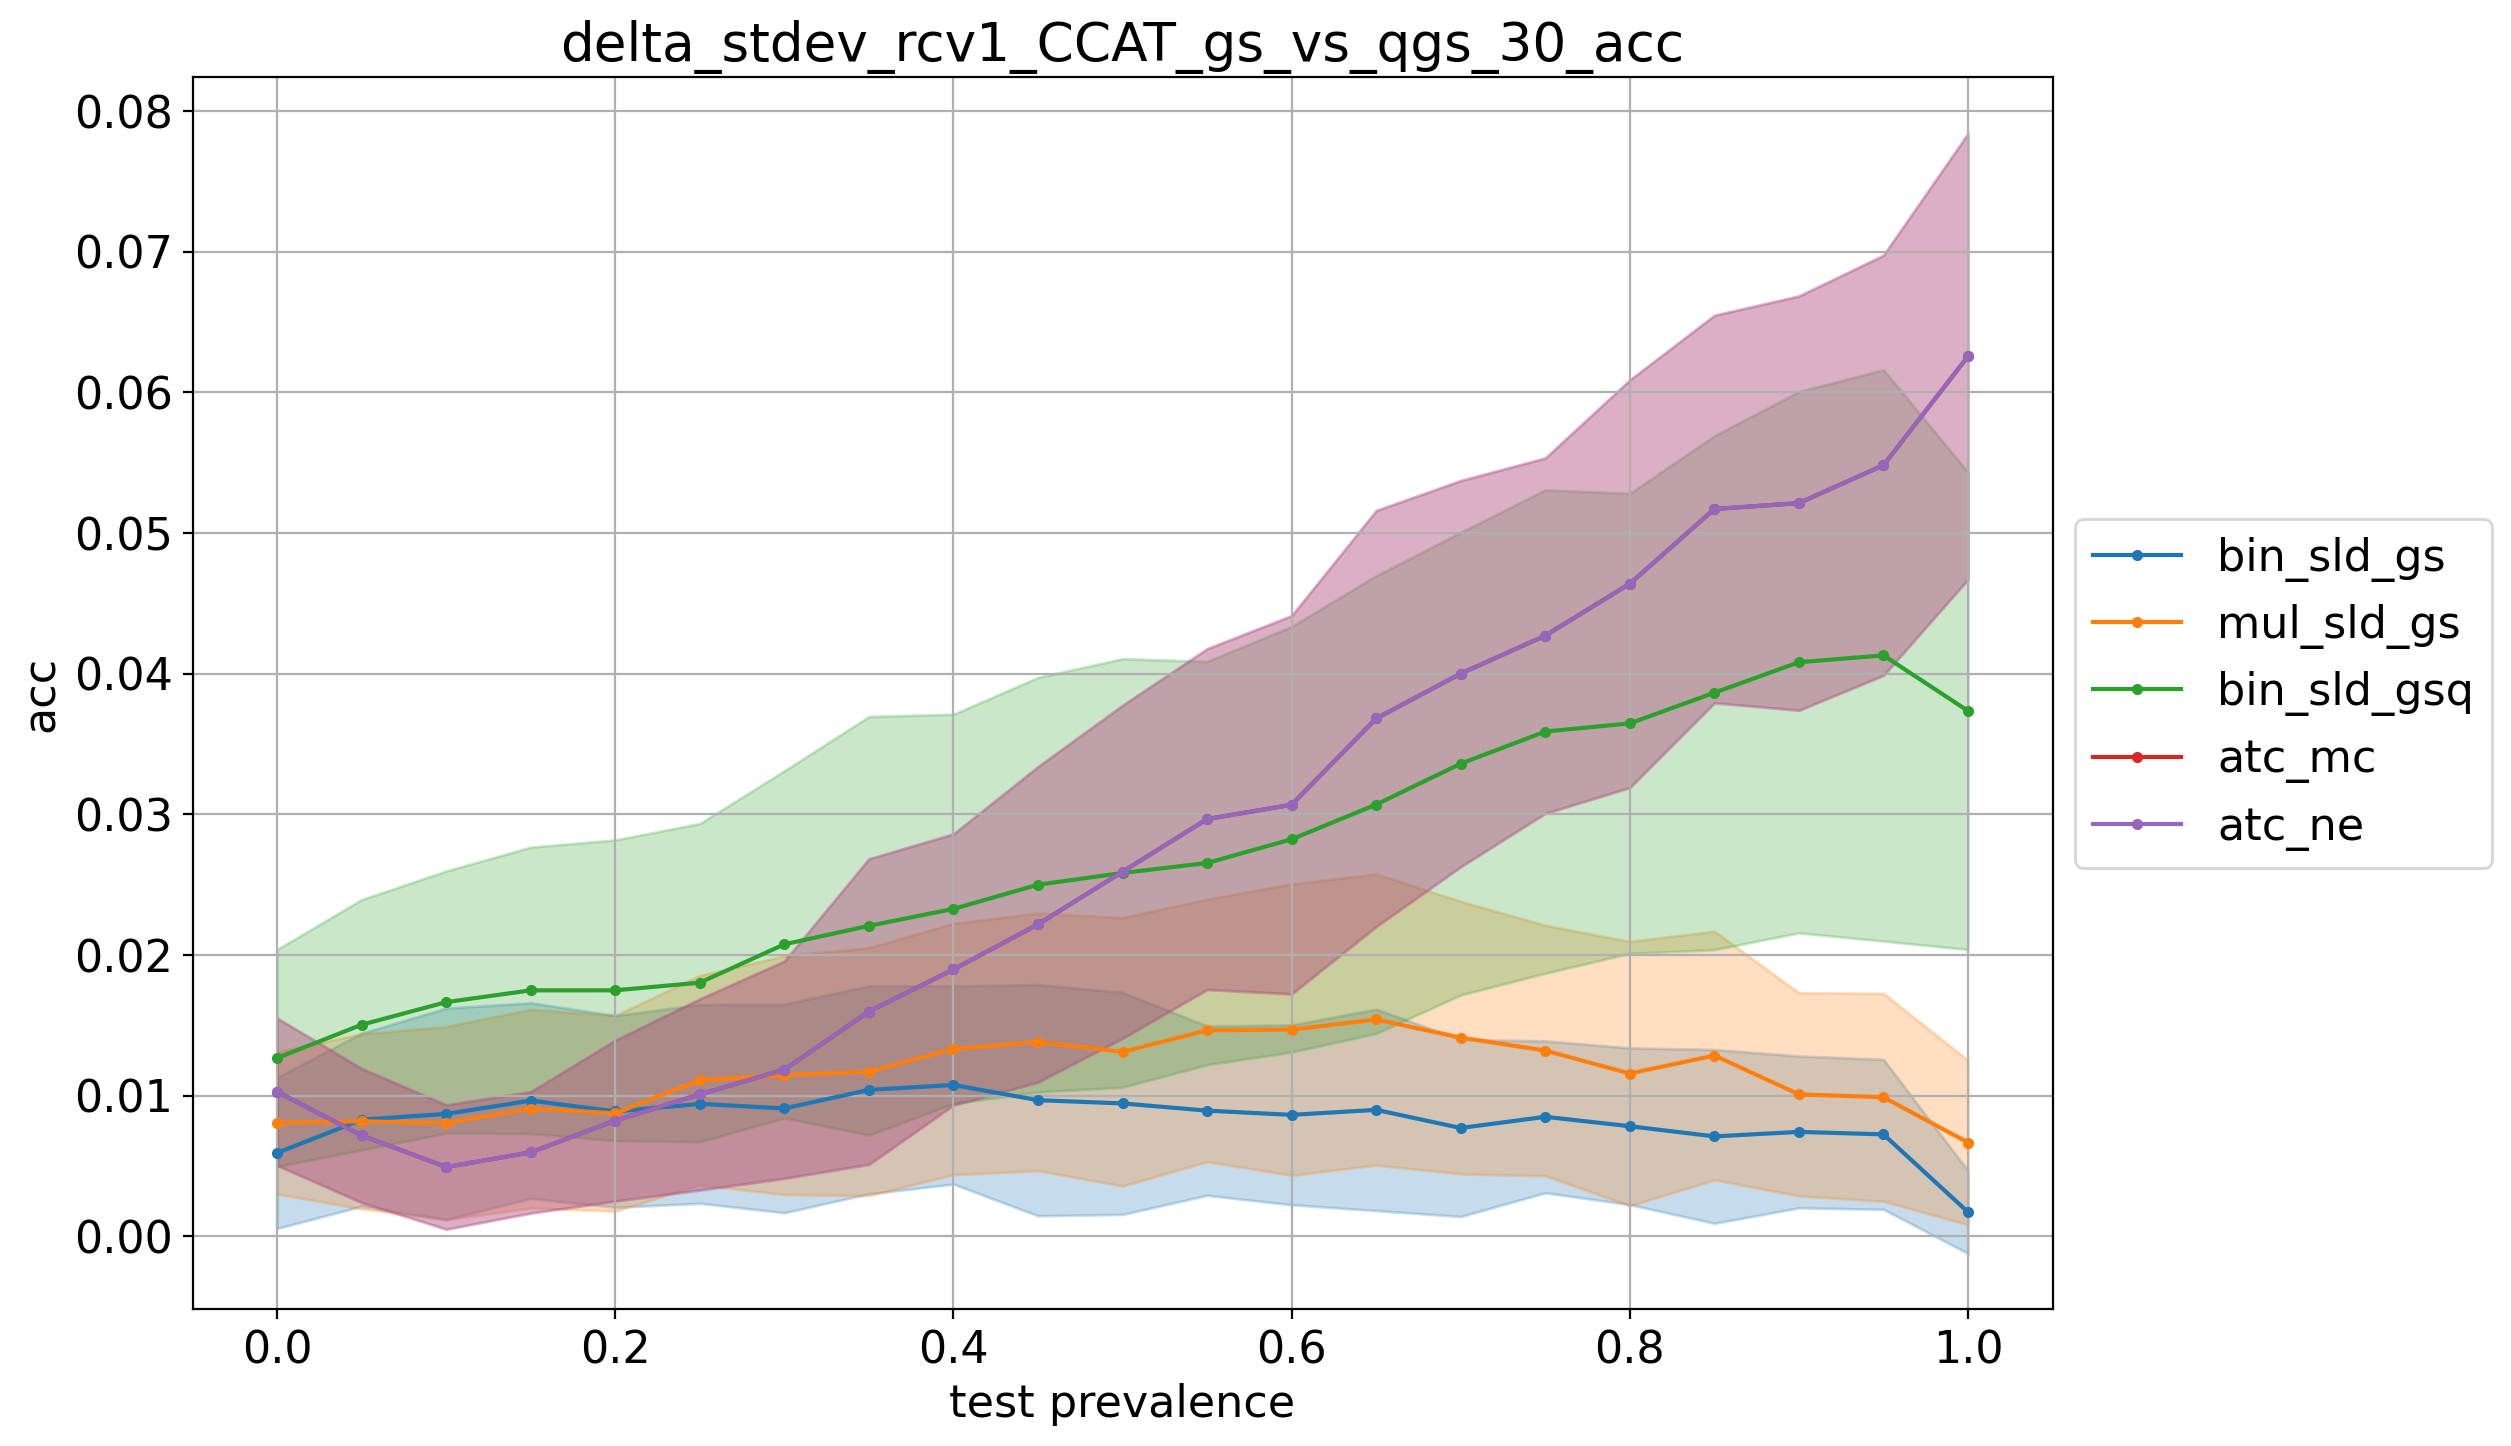 delta_stdev_rcv1_CCAT_gs_vs_qgs_30_acc
0.08
0.07
0.06
0.05
0.04
0.03
0.02
0.01
0.00
acc
0.0 0.2 0.4 0.6 0.8 1.0
test prevalence
bin_sld_gs
mul_sld_gs
bin_sld_gsq
atc_mc
atc_ne